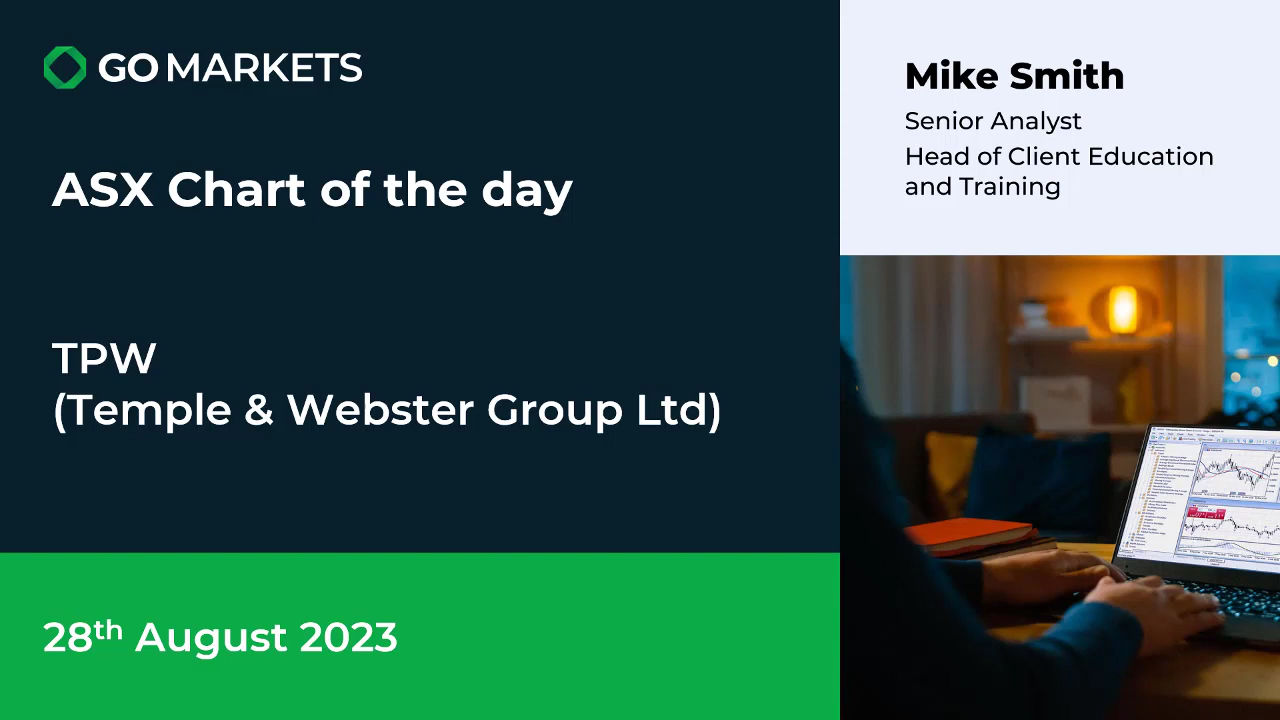 GO MARKETS
ASX Chart of the day
TPW
(Temple & Webster Group Ltd)
28th August 2023
Mike Smith
Senior Analyst
Head of Client Education
and Training